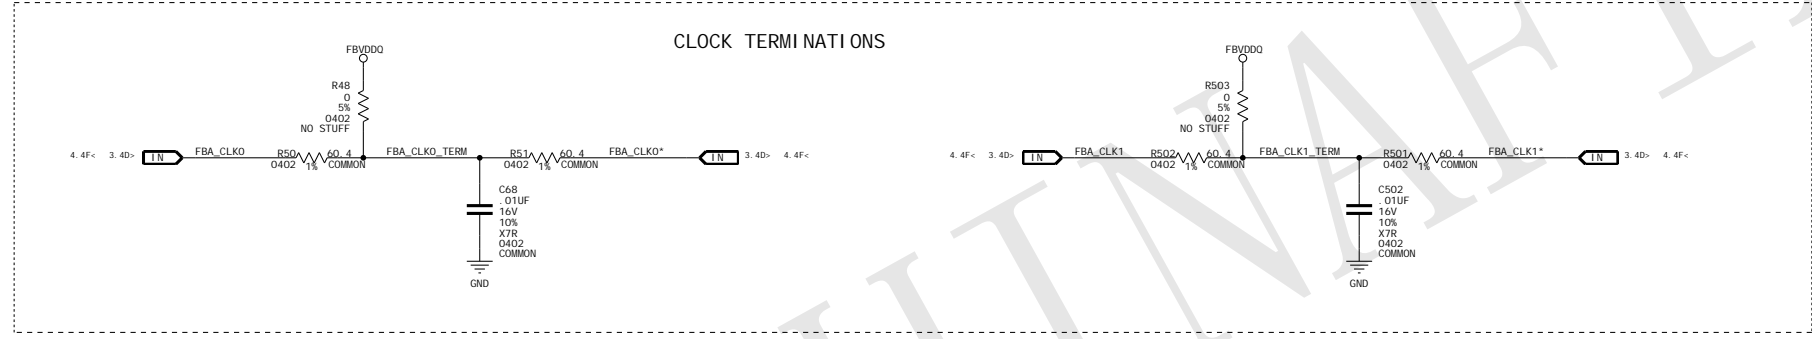 CLOCK TERMINATIONS
FBVDDQ
R48
0
5%
0402
NO STUFF
4.4F< 3.4D> IN FBA_CLK0 R50 60.4 FBA_CLK0_TERM R51 60.4 FBA_CLK0* IN 3.4D> 4.4F<
0402 1% COMMON 0402 1% COMMON
C68
.01UF
16V
10%
X7R
0402
COMMON
GND
FBVDDQ
R503
0
5%
0402
NO STUFF
4.4F< 3.4D> IN FBA_CLK1 R502 60.4 FBA_CLK1_TERM R501 60.4 FBA_CLK1* IN 3.4D> 4.4F<
0402 1% COMMON 0402 1% COMMON
C502
.01UF
16V
10%
X7R
0402
COMMON
GND